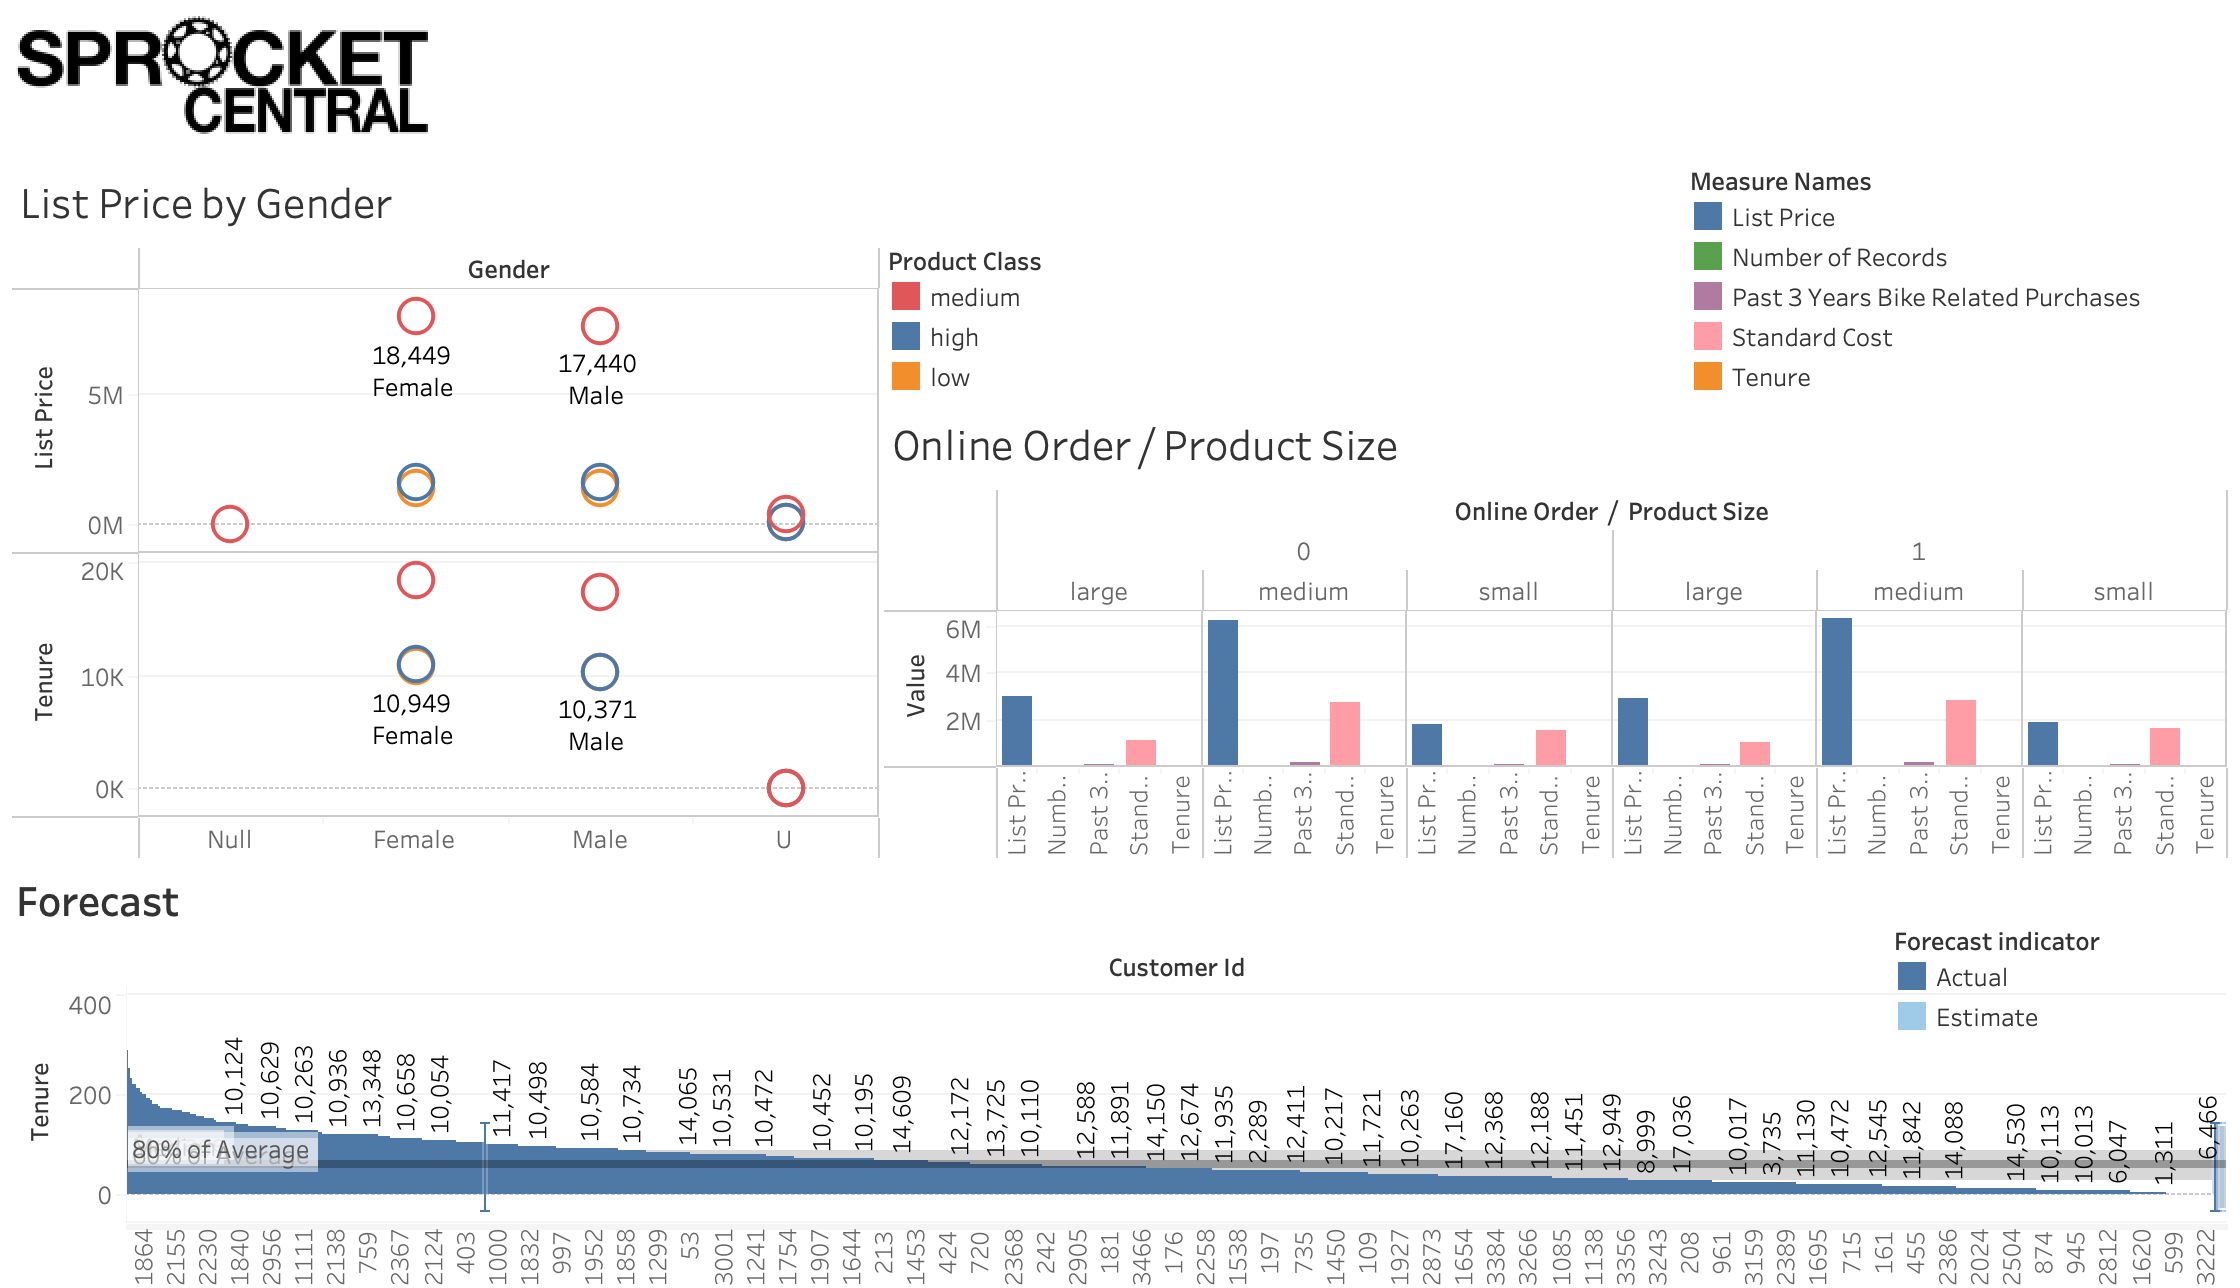 SPROCKET
CENTRAL
List Price by Gender
Gender
List Price
5M
0M
18,449
Female
17,440
Male
Tenure
20K
10K
0K
10,949
Female
10,371
Male
Null Female Male U
Product Class
medium
high
low
Measure Names
List Price
Number of Records
Past 3 Years Bike Related Purchases
Standard Cost
Tenure
Online Order / Product Size
Online Order / Product Size
0 1
large medium small large medium small
Value
6M
4M
2M
List Pr.. Numb.. Past 3.. Stand.. Tenure List Pr.. Numb.. Past 3.. Stand.. Tenure List Pr.. Numb.. Past 3.. Stand.. Tenure List Pr.. Numb.. Past 3.. Stand.. Tenure List Pr.. Numb.. Past 3.. Stand.. Tenure List Pr.. Numb.. Past 3.. Stand.. Tenure
Forecast
Forecast indicator
Actual
Estimate
Customer Id
Tenure
400
200
0
10,124 10,629 10,263 10,936 13,348 10,658 10,054 11,417 10,498 10,584 10,734 14,065 10,531 10,472 10,452 10,195 14,609 12,172 13,725 10,110 12,588 11,891 14,150 12,674 11,935 2,289 12,411 10,217 11,721 10,263 17,160 12,368 12,188 11,451 12,949 8,999 17,036 10,017 3,735 11,130 10,472 12,545 11,842 14,088 14,530 10,113 10,013 6,047 1,311 6,466
80% of Average
1864 2155 2230 1840 2956 1111 2138 759 2367 2124 403 1000 1832 997 1952 1858 1299 53 3001 1241 1754 1907 1644 213 1453 424 720 2368 242 2905 181 3466 176 2258 1538 197 735 1450 109 1927 2873 1654 3384 3266 1085 1138 3356 3243 208 961 3159 2389 1695 715 161 455 2386 2024 2504 874 945 2812 1620 599 3222